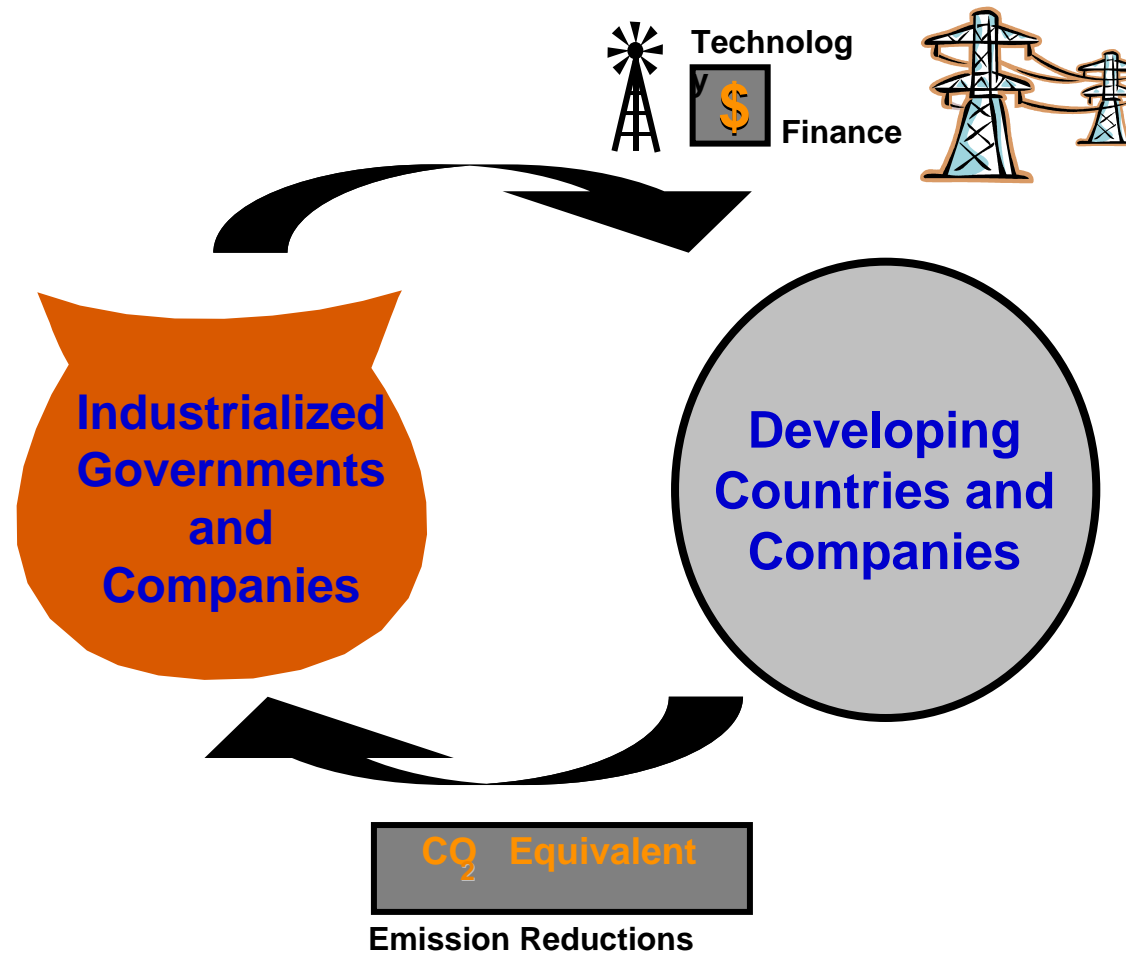 Technolog
y
$
Finance
Industrialized
Governments
and
Companies
Developing
Countries and
Companies
CO2 Equivalent
Emission Reductions